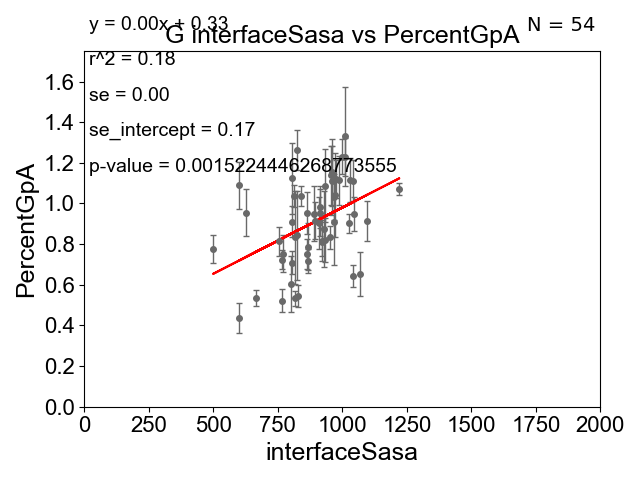 y = 0.00x + 0.33
N = 54
G interfaceSasa vs PercentGpA
r^2 = 0.18
se = 0.00
se_intercept = 0.17
p-value = 0.0015224446268773555
PercentGpA
1.6
1.4
1.2
1.0
0.8
0.6
0.4
0.2
0.0
0 250 500 750 1000 1250 1500 1750 2000
interfaceSasa